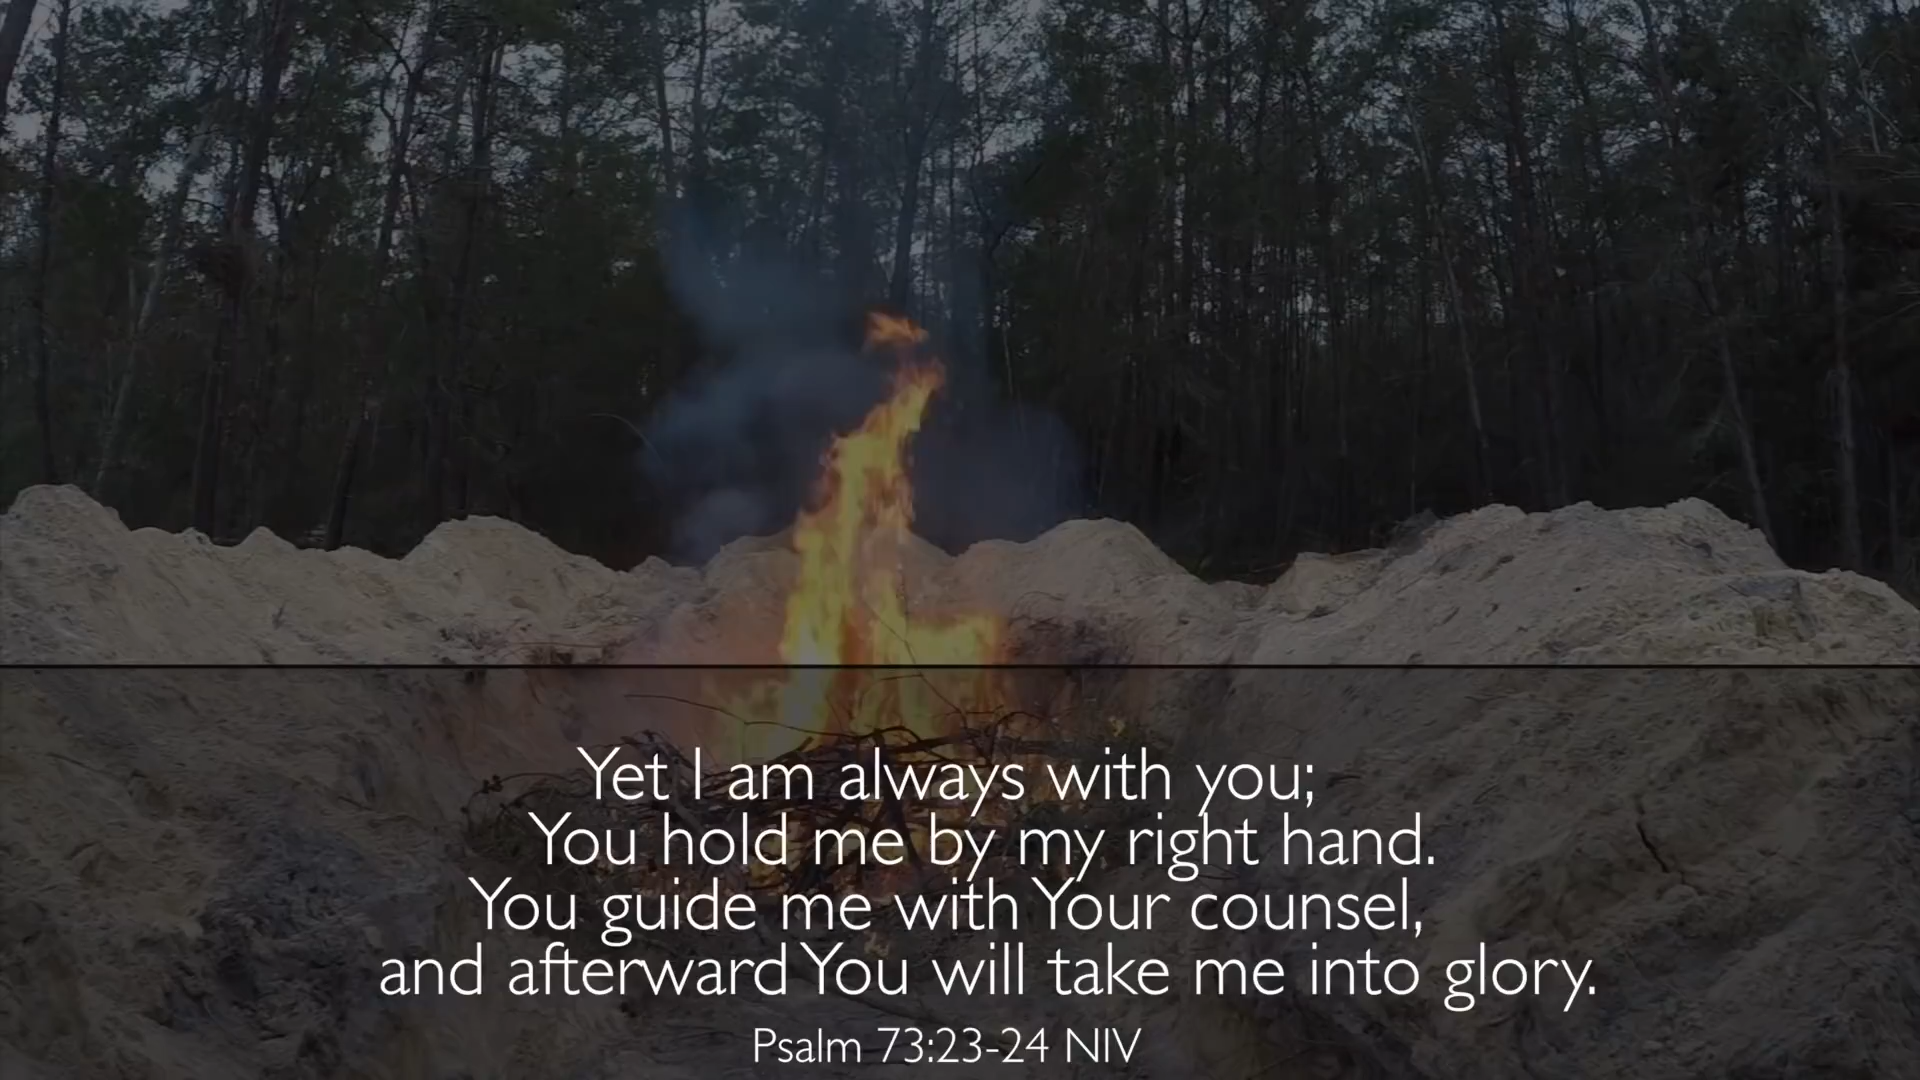 Yet I am always with you;
You hold me by my right hand.
You guide me with Your counsel,
and afterward You will take me into glory.
Psalm 73:23-24 NIV